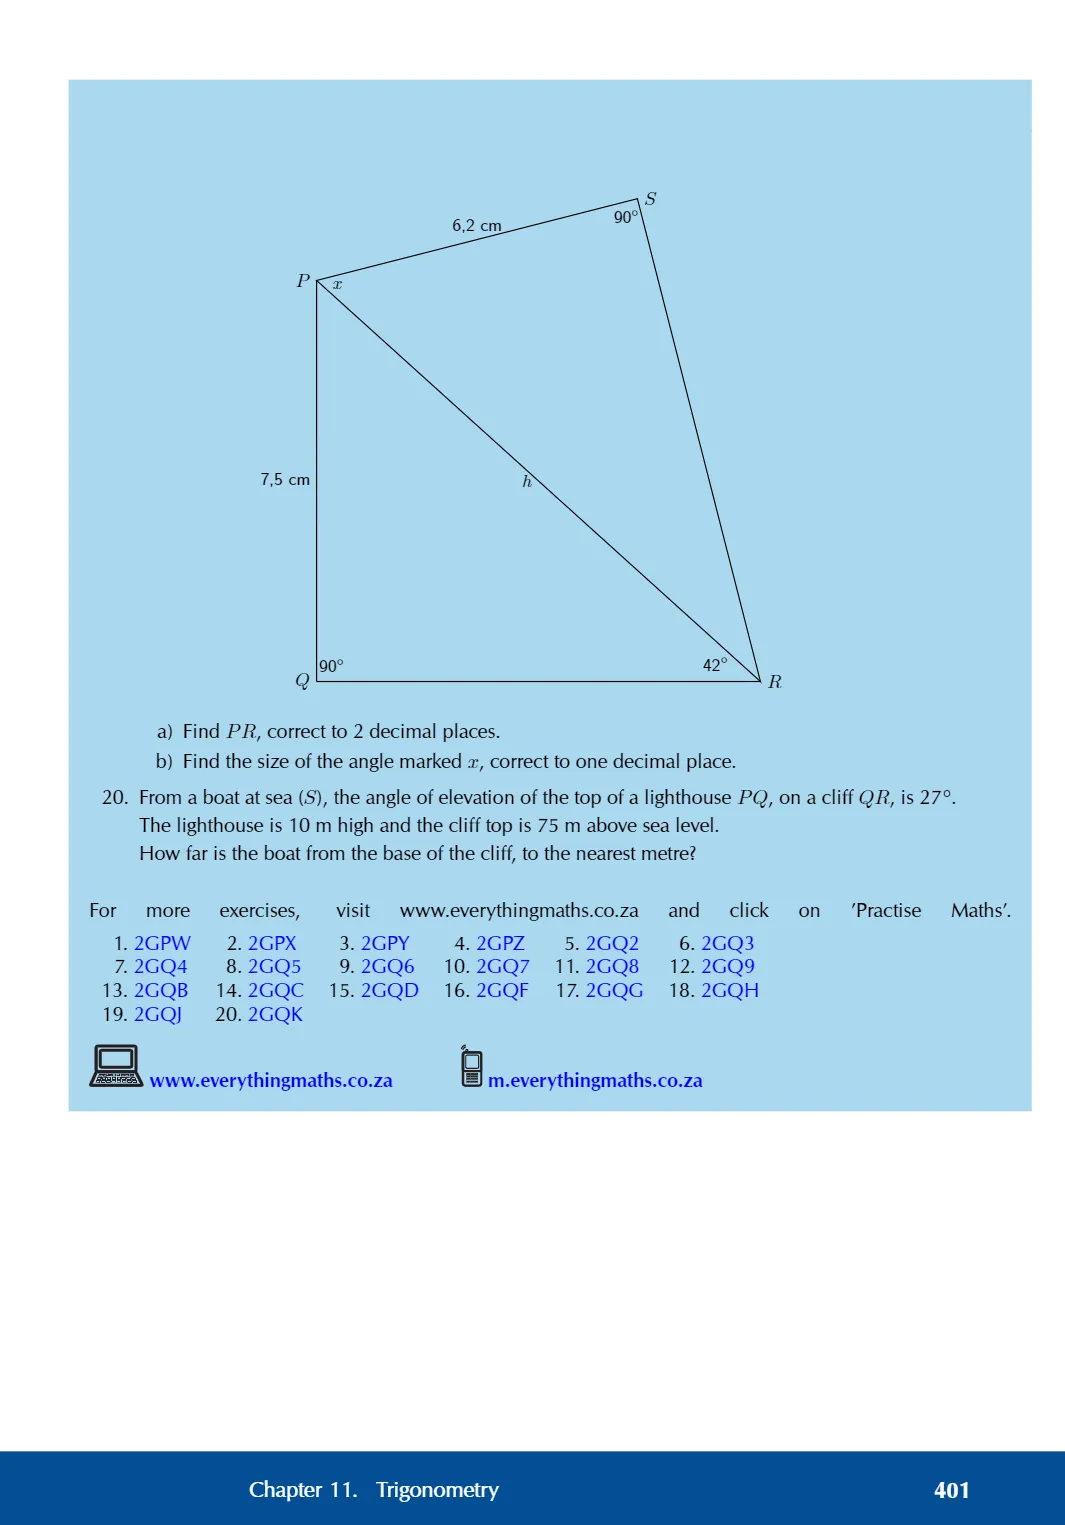 S
6,2 cm
90°
P
x
7,5 cm
h
90°
42°
Q
R
a) Find PR, correct to 2 decimal places.
b) Find the size of the angle marked x, correct to one decimal place.
20. From a boat at sea (S), the angle of elevation of the top of a lighthouse PQ, on a cliff QR, is 27°.
The lighthouse is 10 m high and the cliff top is 75 m above sea level.
How far is the boat from the base of the cliff, to the nearest metre?
For more exercises, visit www.everythingmaths.co.za and click on ’Practise Maths’.
1. 2GPW 2. 2GPX 3. 2GPY 4. 2GPZ 5. 2GQ2 6. 2GQ3
7. 2GQ4 8. 2GQ5 9. 2GQ6 10. 2GQ7 11. 2GQ8 12. 2GQ9
13. 2GQB 14. 2GQC 15. 2GQD 16. 2GQF 17. 2GQG 18. 2GQH
19. 2GQJ 20. 2GQK
www.everythingmaths.co.za m.everythingmaths.co.za
Chapter 11. Trigonometry 401